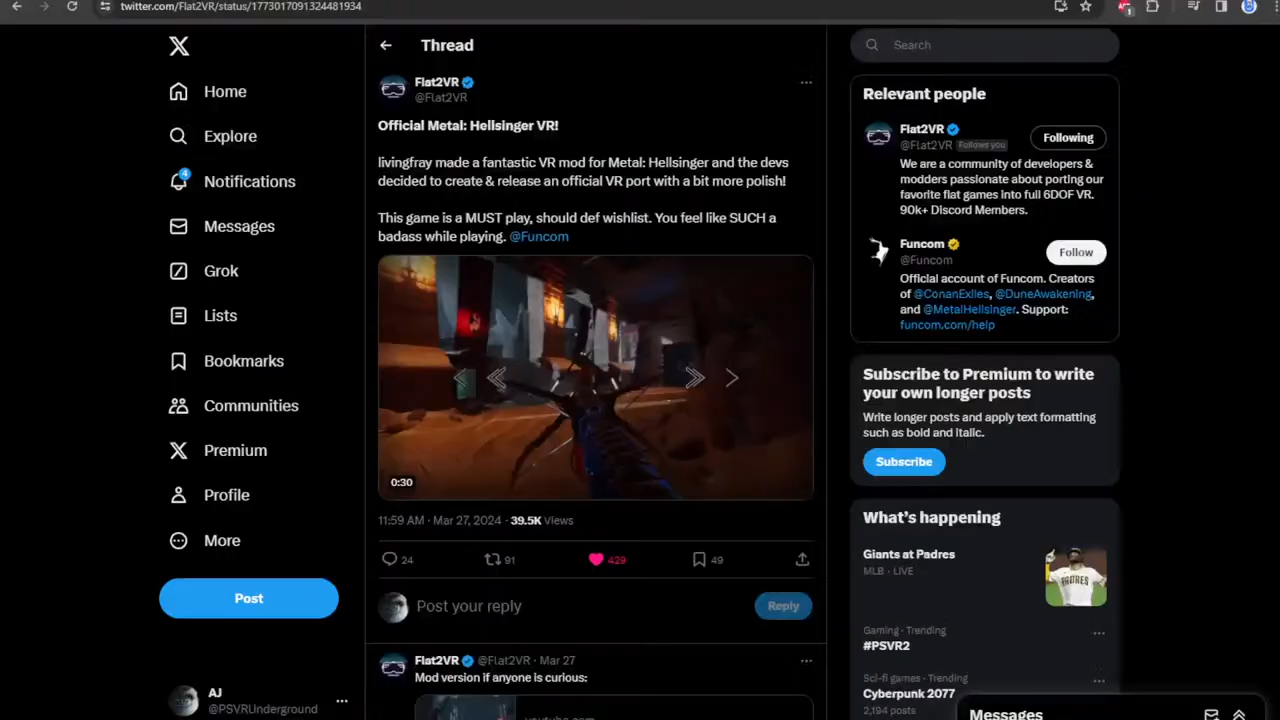 twitter.com/Flat2VR/status/1773017091324481934
Home
Explore
4
Notifications
Messages
Grok
Lists
Bookmarks
Communities
Premium
Profile
More
Post
AJ
@PSVRUnderground
Thread
Flat2VR
@Flat2VR
Official Metal: Hellsinger VR!
livingfray made a fantastic VR mod for Metal: Hellsinger and the devs
decided to create & release an official VR port with a bit more polish!
This game is a MUST play, should def wishlist. You feel like SUCH a
badass while playing. @Funcom
0:30
11:59 AM · Mar 27, 2024 · 39.5K Views
24
91
429
49
Post your reply
Reply
Flat2VR @Flat2VR · Mar 27
Mod version if anyone is curious:
youtube.com
Search
Relevant people
Flat2VR
@Flat2VR Follows you
Following
We are a community of developers &
modders passionate about porting our
favorite flat games into full 6DOF VR.
90k+ Discord Members.
Funcom
@Funcom
Follow
Official account of Funcom. Creators
of @ConanExiles, @DuneAwakening,
and @MetalHellsinger. Support:
funcom.com/help
Subscribe to Premium to write
your own longer posts
Write longer posts and apply text formatting
such as bold and italic.
Subscribe
What's happening
Giants at Padres
MLB · LIVE
PADRES
Gaming · Trending
#PSVR2
Sci-fi games · Trending
Cyberpunk 2077
2,194 posts
Messages